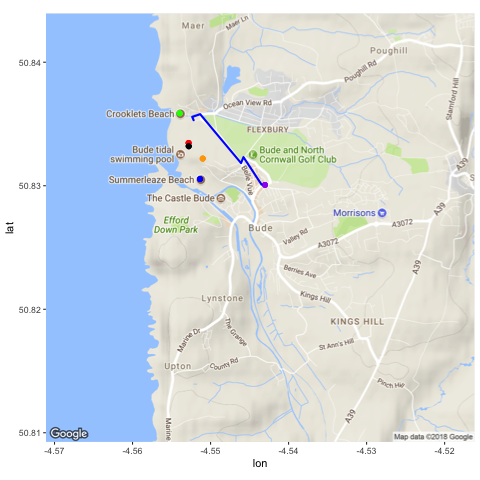 Maer
Maer Ln
Poughill
50.84
Poughill Rd
Stamford Hill
Crooklets Beach
Ocean View Rd
FLEXBURY
Bude tidal
swimming pool
Bude and North
Cornwall Golf Club
A39
50.83
Summerleaze Beach
Belle Vue
The Castle Bude
Morrisons
Efford
Down Park
Bude
Valley Rd
A3072
A3072
A39
lat
Berries Ave
A39
Kings Hill
Lynstone
50.82
Marine Dr
The Grange
KINGS HILL
St Ann's Hill
Upton
County Rd
Pinch Hill
A39
Marine
50.81
Google
Map data ©2018 Google
-4.57
-4.56
-4.55
-4.54
-4.53
-4.52
lon